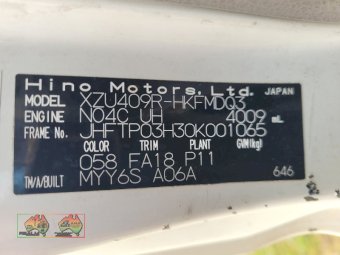 Hino Motors, Ltd. JAPAN
MODEL XZU409R-HKFMDQ3
ENGINE N04C UH 4009 mL
FRAME No. JHFTP03H30K001065
COLOR TRIM PLANT GVM(kg)
058 FA18 P11
TM/A/BUILT MYY6S A06A 646